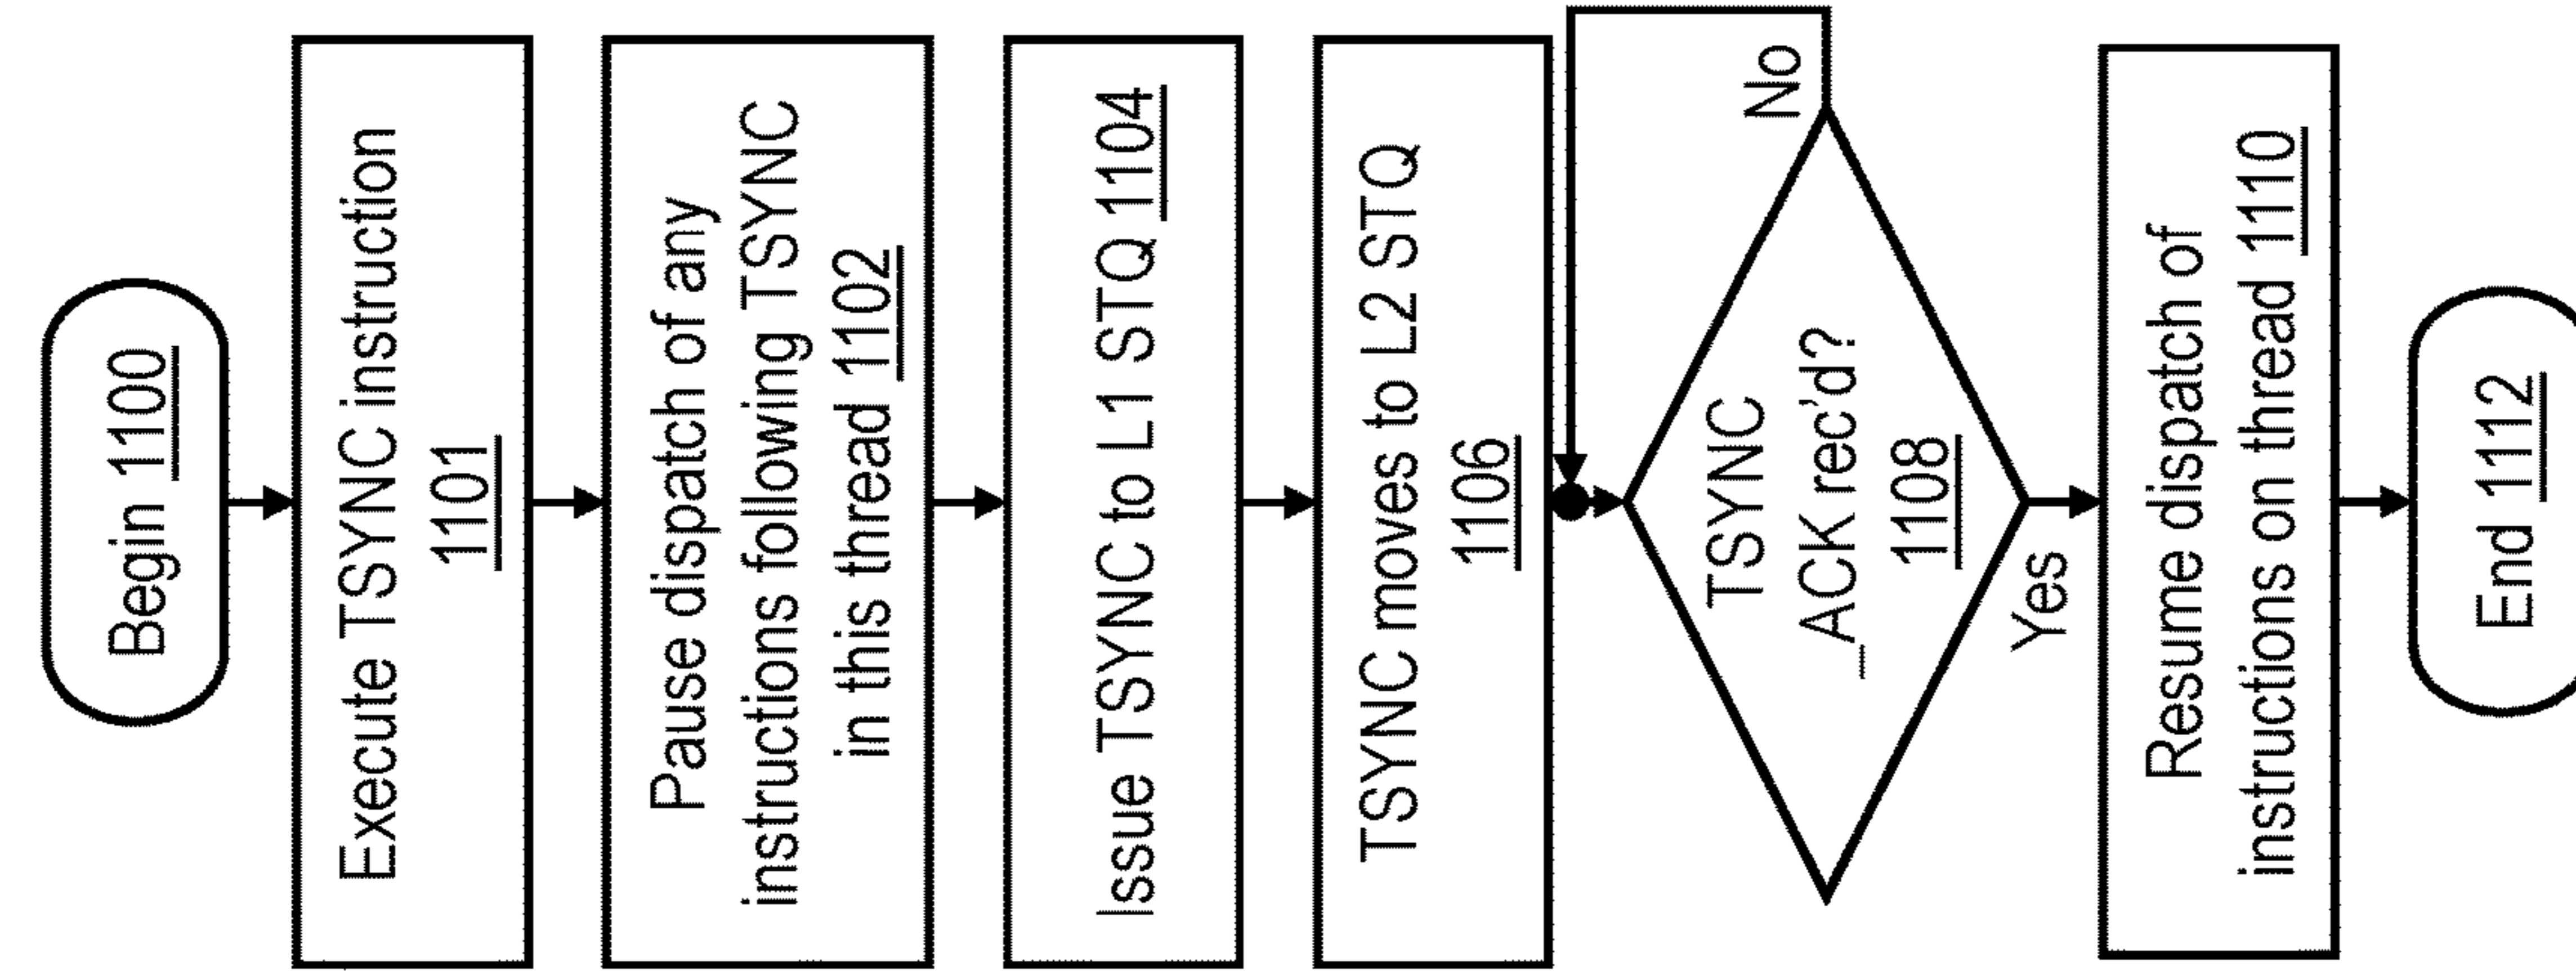 Begin 1100
Execute TSYNC instruction
1101
Pause dispatch of any
instructions following TSYNC
in this thread 1102
Issue TSYNC to L1 STQ 1104
TSYNC moves to L2 STQ
1106
No
TSYNC
_ACK rec'd?
1108
Yes
Resume dispatch of
instructions on thread 1110
End 1112